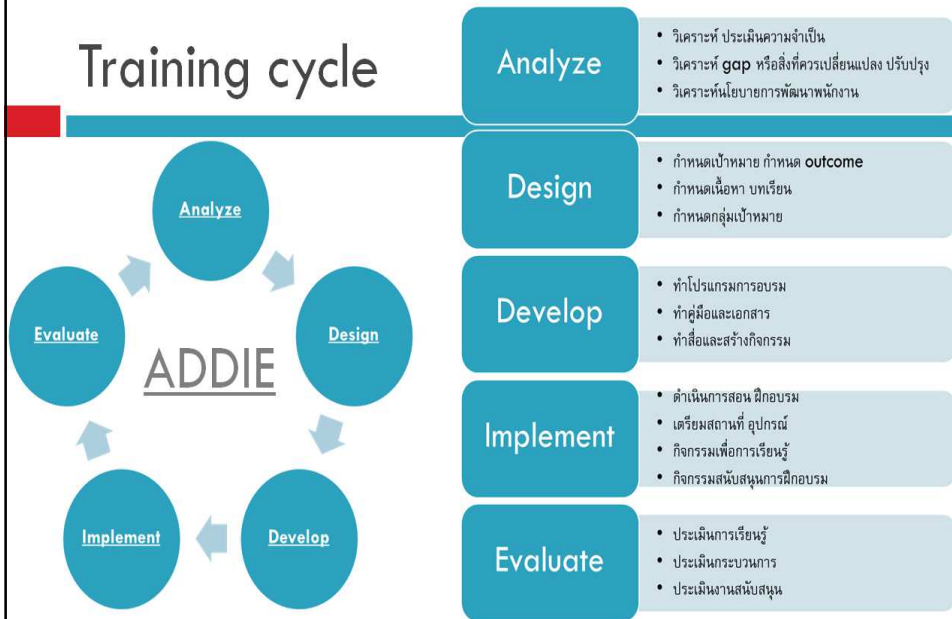 Training cycle
Analyze
Design
Develop
Implement
Evaluate
ADDIE
Analyze
• วิเคราะห์ ประเมินความจำเป็น
• วิเคราะห์ gap หรือสิ่งที่ควรเปลี่ยนแปลง ปรับปรุง
• วิเคราะห์นโยบายการพัฒนาพนักงาน
Design
• กำหนดเป้าหมาย กำหนด outcome
• กำหนดเนื้อหา บทเรียน
• กำหนดกลุ่มเป้าหมาย
Develop
• ทำโปรแกรมการอบรม
• ทำคู่มือและเอกสาร
• ทำสื่อและสร้างกิจกรรม
Implement
• ดำเนินการสอน ฝึกอบรม
• เตรียมสถานที่ อุปกรณ์
• กิจกรรมเพื่อการเรียนรู้
• กิจกรรมสนับสนุนการฝึกอบรม
Evaluate
• ประเมินการเรียนรู้
• ประเมินกระบวนการ
• ประเมินงานสนับสนุน